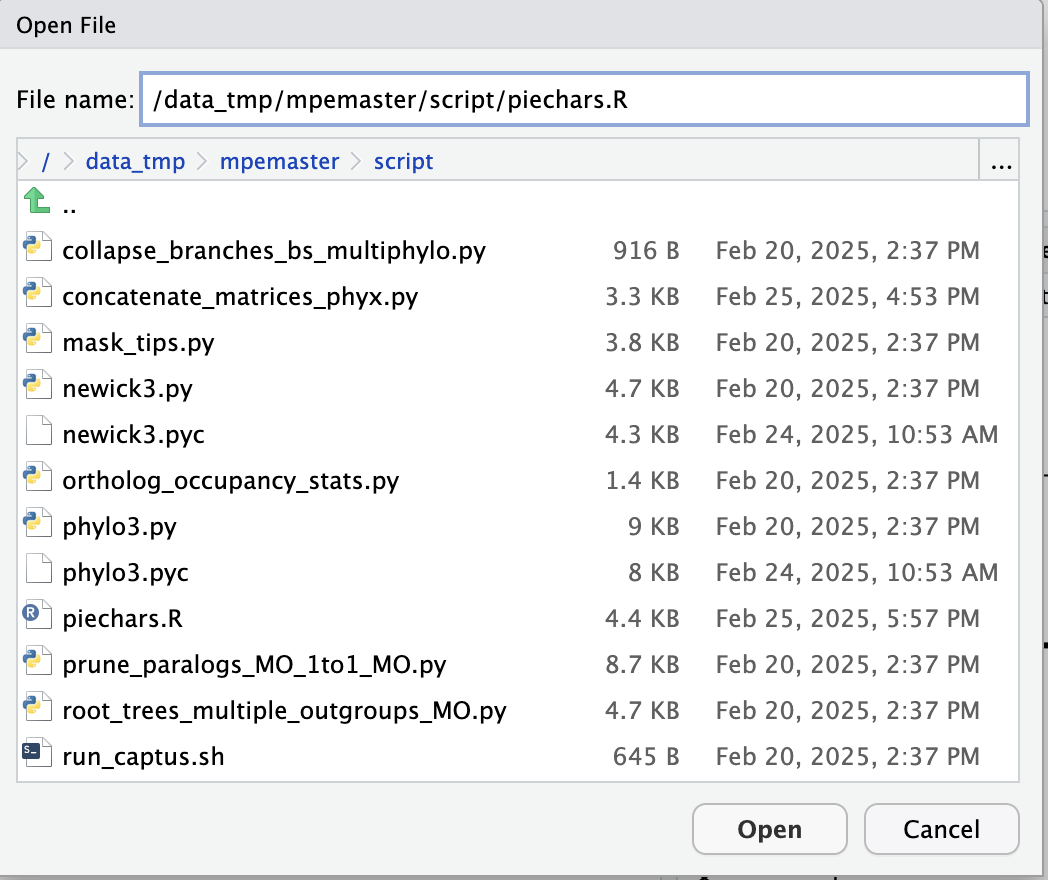 Open File
File name: /data_tmp/mpemaster/script/piechars.R
/ data_tmp mpemaster script ...
..
collapse_branches_bs_multiphylo.py 916 B Feb 20, 2025, 2:37 PM
concatenate_matrices_phyx.py 3.3 KB Feb 25, 2025, 4:53 PM
mask_tips.py 3.8 KB Feb 20, 2025, 2:37 PM
newick3.py 4.7 KB Feb 20, 2025, 2:37 PM
newick3.pyc 4.3 KB Feb 24, 2025, 10:53 AM
ortholog_occupancy_stats.py 1.4 KB Feb 20, 2025, 2:37 PM
phylo3.py 9 KB Feb 20, 2025, 2:37 PM
phylo3.pyc 8 KB Feb 24, 2025, 10:53 AM
piechars.R 4.4 KB Feb 25, 2025, 5:57 PM
prune_paralogs_MO_1to1_MO.py 8.7 KB Feb 20, 2025, 2:37 PM
root_trees_multiple_outgroups_MO.py 4.7 KB Feb 20, 2025, 2:37 PM
run_captus.sh 645 B Feb 20, 2025, 2:37 PM
Open Cancel